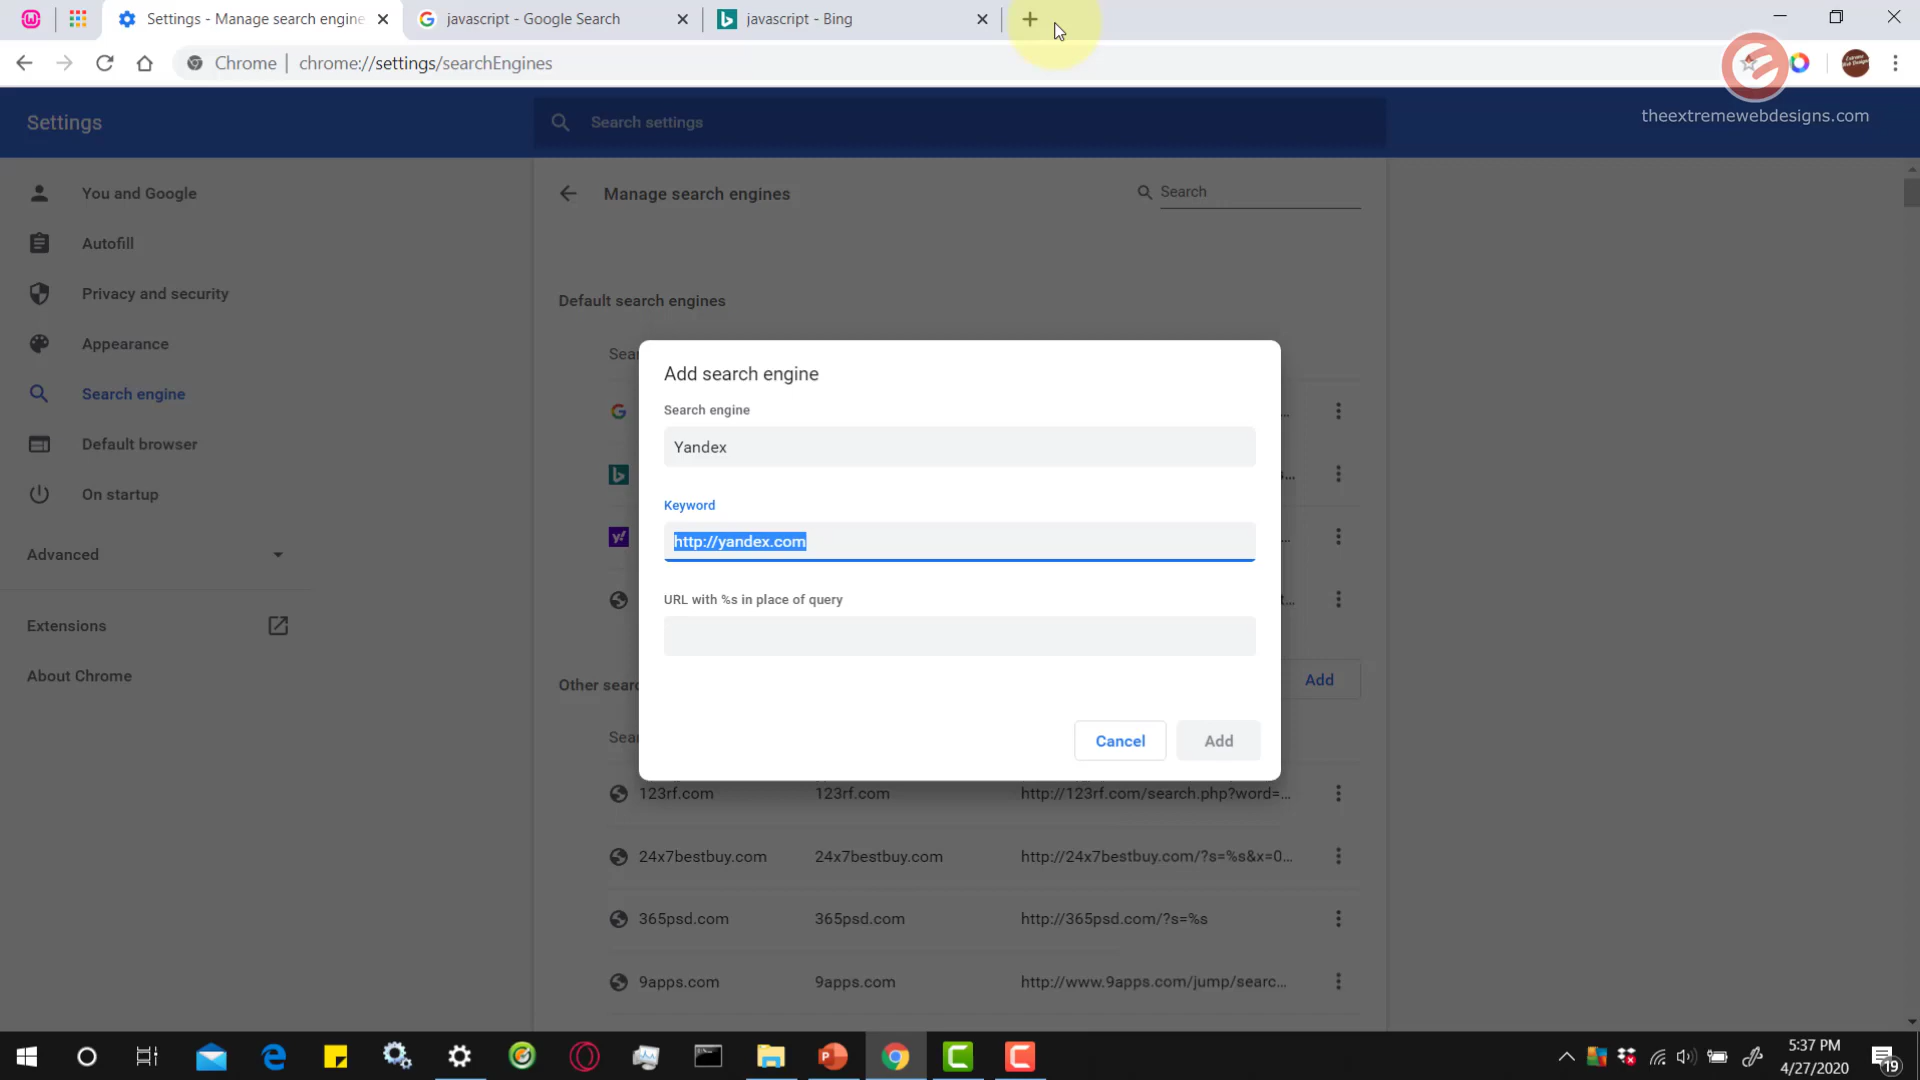 Settings - Manage search engine
javascript - Google Search
javascript - Bing
Chrome
chrome://settings/searchEngines
theextremewebdesigns.com
Settings
Search settings
You and Google
Autofill
Privacy and security
Appearance
Search engine
Default browser
On startup
Advanced
Extensions
About Chrome
Manage search engines
Search
Default search engines
Sea
Add search engine
Search engine
Yandex
Keyword
http://yandex.com
URL with %s in place of query
Cancel
Add
Other sear
Add
Sea
123rf.com 123rf.com http://123rf.com/search.php?word=...
24x7bestbuy.com 24x7bestbuy.com http://24x7bestbuy.com/?s=%s&x=0...
365psd.com 365psd.com http://365psd.com/?s=%s
9apps.com 9apps.com http://www.9apps.com/jump/searc...
5:37 PM
4/27/2020
19